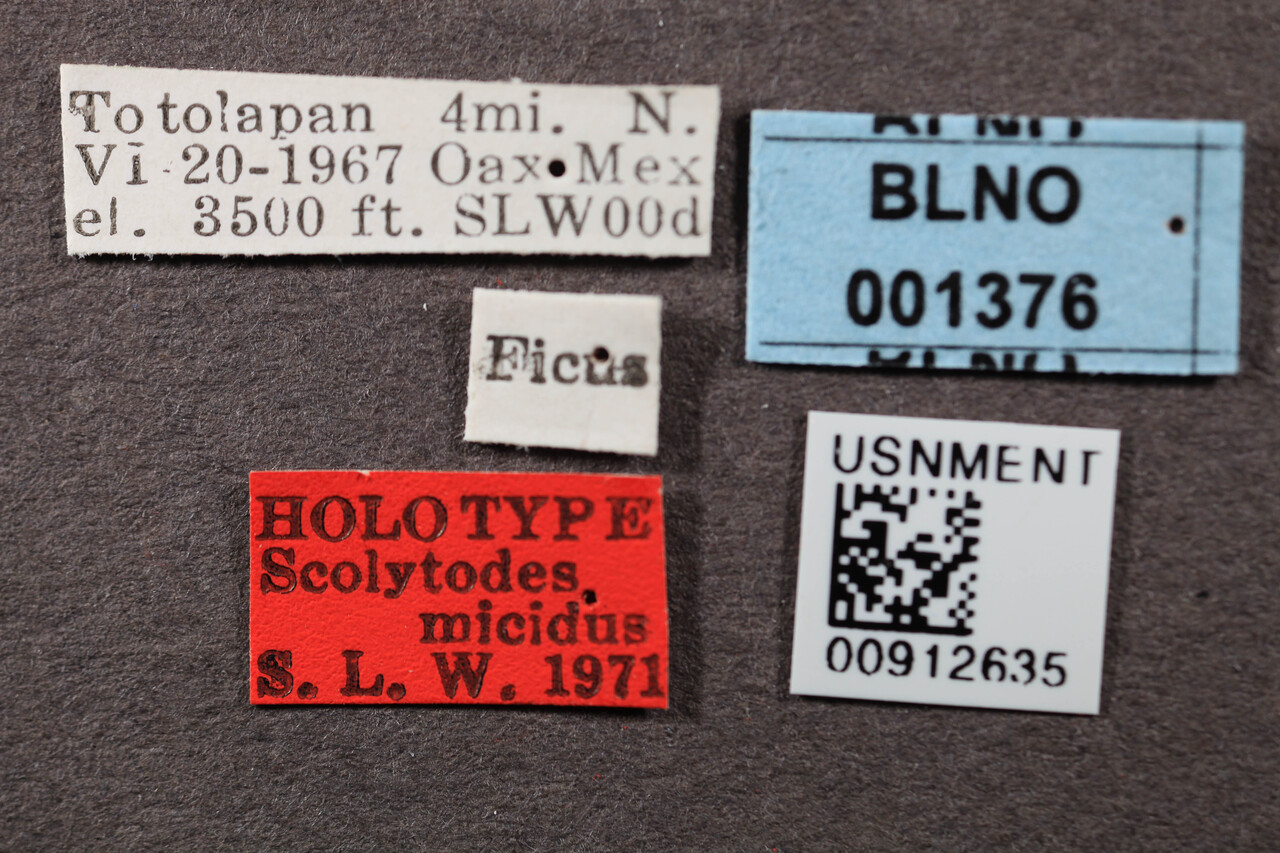 Totolapan 4mi. N.
VI-20-1967 Oax.Mex
el. 3500 ft. SLW00d
Ficus
HOLOTYPE
Scolytodes
micidus
S. L. W. 1971
BLNO
001376
USNMENT
00912635